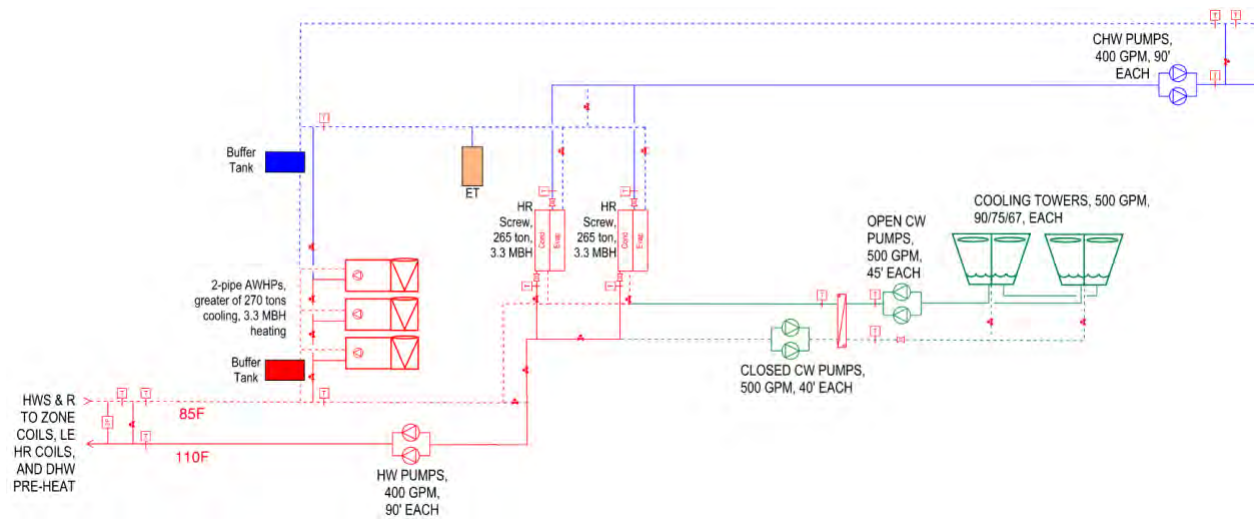 T
T
CHW PUMPS,
400 GPM, 90'
EACH
T
T
Buffer
Tank
ET
HR
Screw,
265 ton,
3.3 MBH
T
Cond
Evap
HR
Screw,
265 ton,
3.3 MBH
T
Cond
Evap
T
T
COOLING TOWERS, 500 GPM,
90/75/67, EACH
OPEN CW
PUMPS,
500 GPM,
45' EACH
T
T
T
2-pipe AWHPs,
greater of 270 tons
cooling, 3.3 MBH
heating
CLOSED CW PUMPS,
500 GPM, 40' EACH
Buffer
Tank
T
T
T
HWS & R
TO ZONE
COILS, LE
HR COILS,
AND DHW
PRE-HEAT
85F
T
110F
HW PUMPS,
400 GPM,
90' EACH